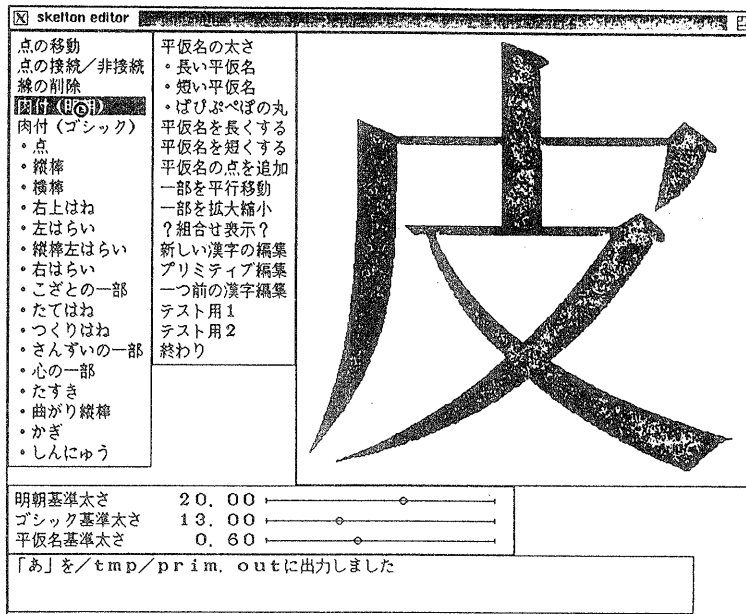 skelton editor
点の移動
点の接続／非接続
線の削除
肉付（明朝）
肉付（ゴシック）
・点
・縦棒
・横棒
・右上はね
・左はらい
・縦棒左はらい
・右はらい
・こざとの一部
・たてはね
・つくりはね
・さんずいの一部
・心の一部
・たすき
・曲がり縦棒
・かぎ
・しんにゅう
平仮名の太さ
・長い平仮名
・短い平仮名
・ぱぴぷぺぽの丸
平仮名を長くする
平仮名を短くする
平仮名の点を追加
一部を平行移動
一部を拡大縮小
？組合せ表示？
新しい漢字の編集
プリミティブ編集
一つ前の漢字編集
テスト用１
テスト用２
終わり
皮
明朝基準太さ ２０．００
ゴシック基準太さ １３．００
平仮名基準太さ ０．６０
「あ」を／ｔｍｐ／ｐｒｉｍ．ｏｕｔに出力しました